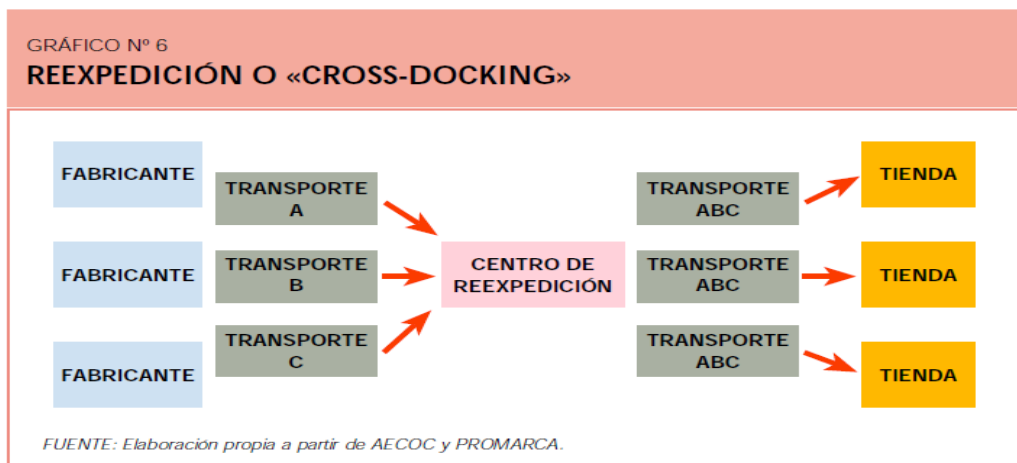 GRÁFICO Nº 6
REEXPEDICIÓN O «CROSS-DOCKING»
FABRICANTE
TRANSPORTE
A
TRANSPORTE
ABC
TIENDA
FABRICANTE
TRANSPORTE
B
CENTRO DE
REEXPEDICIÓN
TRANSPORTE
ABC
TIENDA
FABRICANTE
TRANSPORTE
C
TRANSPORTE
ABC
TIENDA
FUENTE: Elaboración propia a partir de AECOC y PROMARCA.